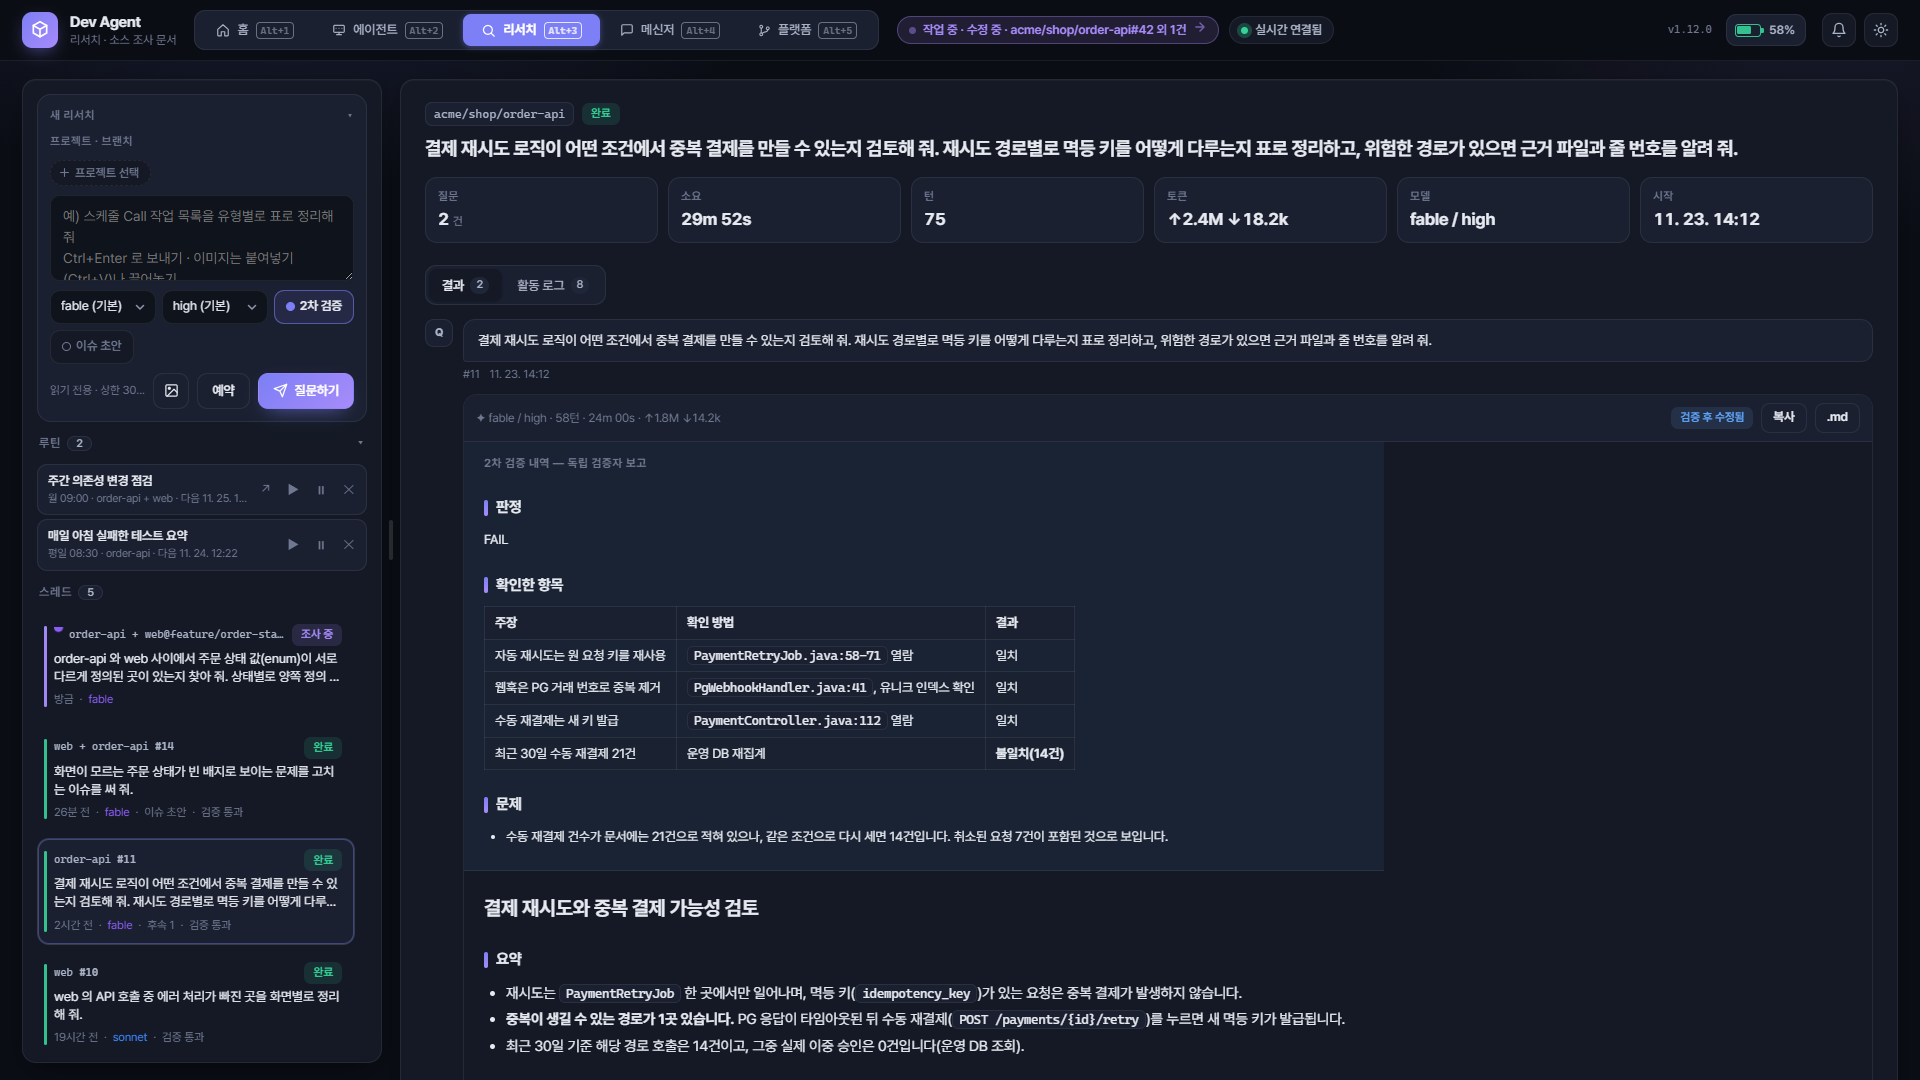 Dev Agent
리서치 · 소스 조사 문서
홈 Alt+1
에이전트 Alt+2
리서치 Alt+3
메신저 Alt+4
플랫폼 Alt+5
작업 중 · 수정 중 · acme/shop/order-api#42 외 1건
실시간 연결됨
v1.12.0
58%
새 리서치
프로젝트 · 브랜치
+ 프로젝트 선택
예) 스케줄 Call 작업 목록을 유형별로 표로 정리해
줘
Ctrl+Enter 로 보내기 · 이미지는 붙여넣기
(Ctrl+V)나 끌어놓기
fable (기본)
high (기본)
2차 검증
이슈 초안
읽기 전용 · 상한 30...
예약
질문하기
루틴 2
주간 의존성 변경 점검
월 09:00 · order-api + web · 다음 11. 25. 1...
매일 아침 실패한 테스트 요약
평일 08:30 · order-api · 다음 11. 24. 12:22
스레드 5
order-api + web@feature/order-sta… 조사 중
order-api 와 web 사이에서 주문 상태 값(enum)이 서로
다르게 정의된 곳이 있는지 찾아 줘. 상태별로 양쪽 정의 ...
방금 · fable
web + order-api #14 완료
화면이 모르는 주문 상태가 빈 배지로 보이는 문제를 고치
는 이슈를 써 줘.
26분 전 · fable · 이슈 초안 · 검증 통과
order-api #11 완료
결제 재시도 로직이 어떤 조건에서 중복 결제를 만들 수 있
는지 검토해 줘. 재시도 경로별로 멱등 키를 어떻게 다루...
2시간 전 · fable · 후속 1 · 검증 통과
web #10 완료
web 의 API 호출 중 에러 처리가 빠진 곳을 화면별로 정리
해 줘.
19시간 전 · sonnet · 검증 통과
acme/shop/order-api 완료
결제 재시도 로직이 어떤 조건에서 중복 결제를 만들 수 있는지 검토해 줘. 재시도 경로별로 멱등 키를 어떻게 다루는지 표로 정리하고, 위험한 경로가 있으면 근거 파일과 줄 번호를 알려 줘.
질문
2 건
소요
29m 52s
턴
75
토큰
↑2.4M ↓18.2k
모델
fable / high
시작
11. 23. 14:12
결과 2
활동 로그 8
Q
결제 재시도 로직이 어떤 조건에서 중복 결제를 만들 수 있는지 검토해 줘. 재시도 경로별로 멱등 키를 어떻게 다루는지 표로 정리하고, 위험한 경로가 있으면 근거 파일과 줄 번호를 알려 줘.
#11 11. 23. 14:12
✦ fable / high · 58턴 · 24m 00s · ↑1.8M ↓14.2k
검증 후 수정됨
복사
.md
2차 검증 내역 — 독립 검증자 보고
판정
FAIL
확인한 항목
주장 확인 방법 결과
자동 재시도는 원 요청 키를 재사용 PaymentRetryJob.java:58–71 열람 일치
웹훅은 PG 거래 번호로 중복 제거 PgWebhookHandler.java:41 , 유니크 인덱스 확인 일치
수동 재결제는 새 키 발급 PaymentController.java:112 열람 일치
최근 30일 수동 재결제 21건 운영 DB 재집계 불일치(14건)
문제
• 수동 재결제 건수가 문서에는 21건으로 적혀 있으나, 같은 조건으로 다시 세면 14건입니다. 취소된 요청 7건이 포함된 것으로 보입니다.
결제 재시도와 중복 결제 가능성 검토
요약
• 재시도는 PaymentRetryJob 한 곳에서만 일어나며, 멱등 키( idempotency_key )가 있는 요청은 중복 결제가 발생하지 않습니다.
• 중복이 생길 수 있는 경로가 1곳 있습니다. PG 응답이 타임아웃된 뒤 수동 재결제( POST /payments/{id}/retry )를 누르면 새 멱등 키가 발급됩니다.
• 최근 30일 기준 해당 경로 호출은 14건이고, 그중 실제 이중 승인은 0건입니다(운영 DB 조회).